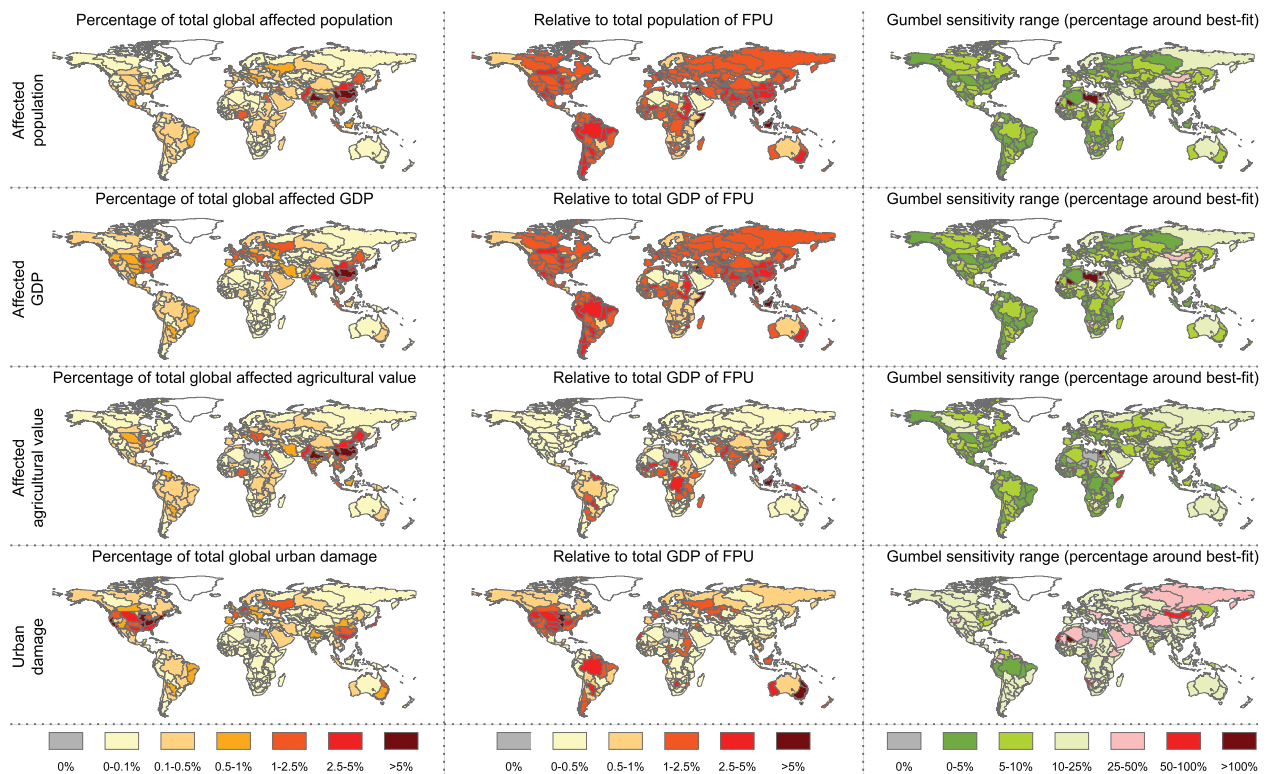 Percentage of total global affected population
Relative to total population of FPU
Gumbel sensitivity range (percentage around best-fit)
Affected
population
Percentage of total global affected GDP
Relative to total GDP of FPU
Gumbel sensitivity range (percentage around best-fit)
Affected
GDP
Percentage of total global affected agricultural value
Relative to total GDP of FPU
Gumbel sensitivity range (percentage around best-fit)
Affected
agricultural value
Percentage of total global urban damage
Relative to total GDP of FPU
Gumbel sensitivity range (percentage around best-fit)
Urban
damage
0% 0-0.1% 0.1-0.5% 0.5-1% 1-2.5% 2.5-5% >5%
0% 0-0.5% 0.5-1% 1-2.5% 2.5-5% >5%
0% 0-5% 5-10% 10-25% 25-50% 50-100% >100%